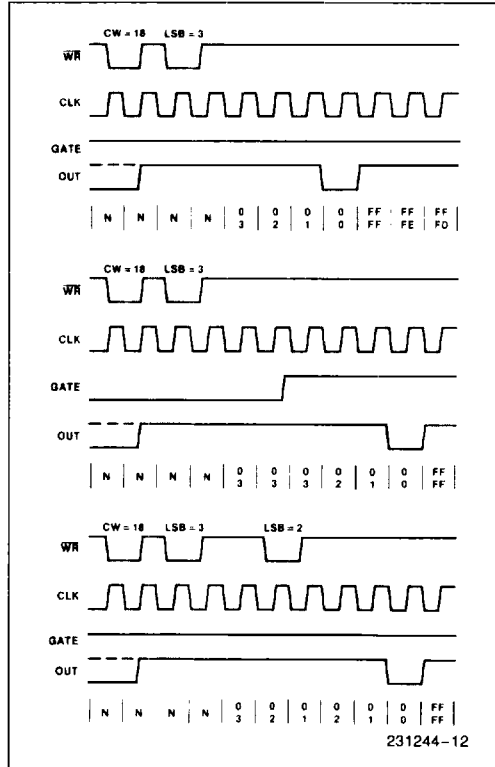 CW = 18 LSB = 3
WR
CLK
GATE
OUT
N N N N 0 0 0 0 FF FF FF
3 2 1 0 FF FE FD
CW = 18 LSB = 3
WR
CLK
GATE
OUT
N N N N 0 0 0 0 0 0 FF
3 3 3 2 1 0 FF
CW = 18 LSB = 3 LSB = 2
WR
CLK
GATE
OUT
N N N N 0 0 0 0 0 0 FF
3 2 1 2 1 0 FF
231244-12